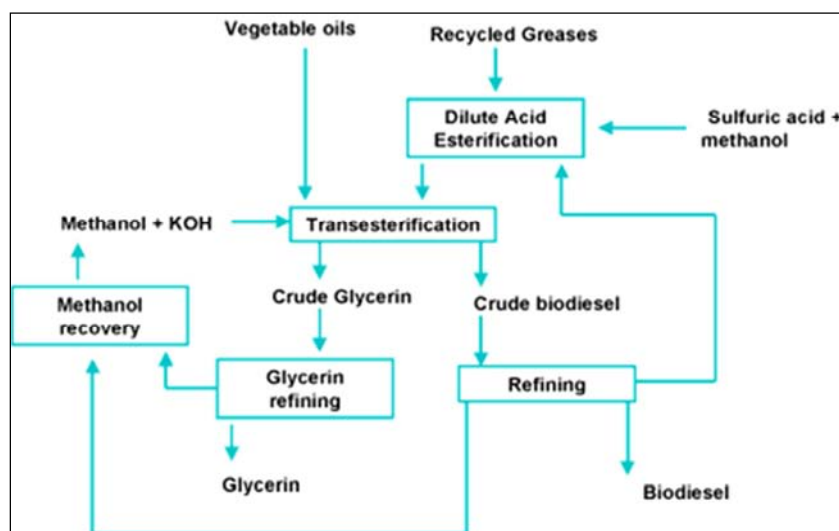 Vegetable oils
Recycled Greases
Dilute Acid
Esterification
Sulfuric acid +
methanol
Methanol + KOH
Transesterification
Crude Glycerin
Crude biodiesel
Methanol
recovery
Glycerin
refining
Refining
Glycerin
Biodiesel